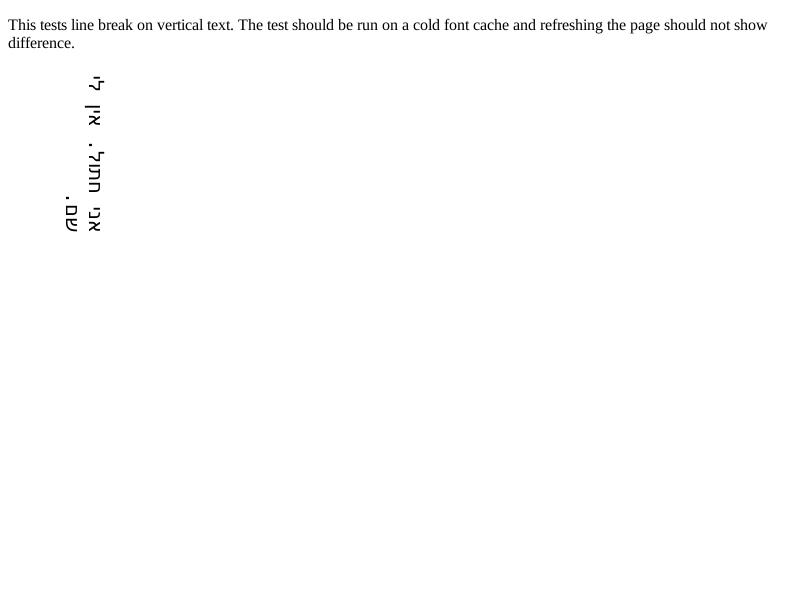 This tests line break on vertical text. The test should be run on a cold font cache and refreshing the page should not show
difference.
אני חתול. אין לי
שם.